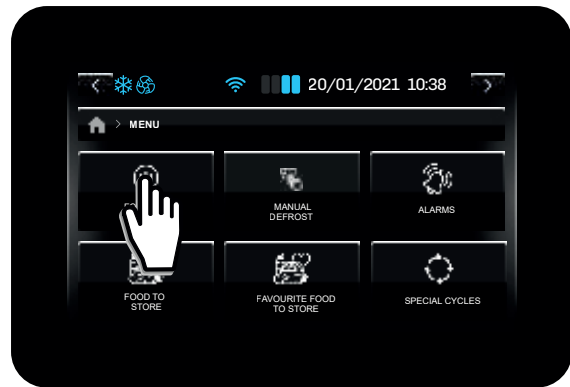 20/01/2021 10:38
> MENU
MANUAL
DEFROST
ALARMS
FOOD TO
STORE
FAVOURITE FOOD
TO STORE
SPECIAL CYCLES